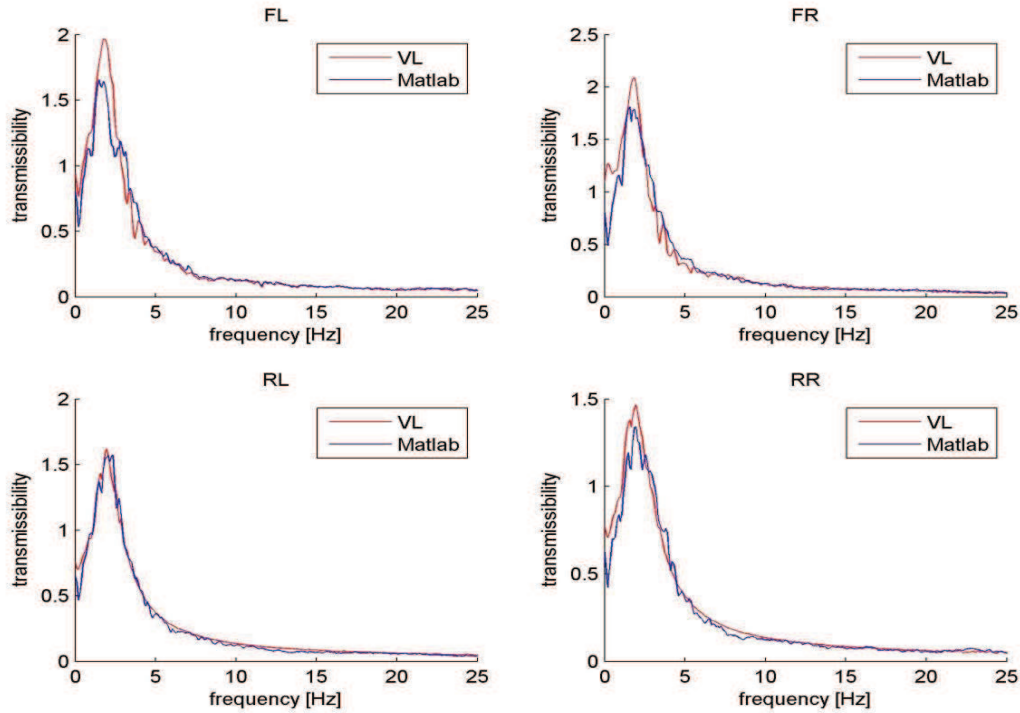 FL
2
1.5
1
0.5
0
transmissibility
VL
Matlab
0 5 10 15 20 25
frequency [Hz]
FR
2.5
2
1.5
1
0.5
0
transmissibility
VL
Matlab
0 5 10 15 20 25
frequency [Hz]
RL
2
1.5
1
0.5
0
transmissibility
VL
Matlab
0 5 10 15 20 25
frequency [Hz]
RR
1.5
1
0.5
0
transmissibility
VL
Matlab
0 5 10 15 20 25
frequency [Hz]